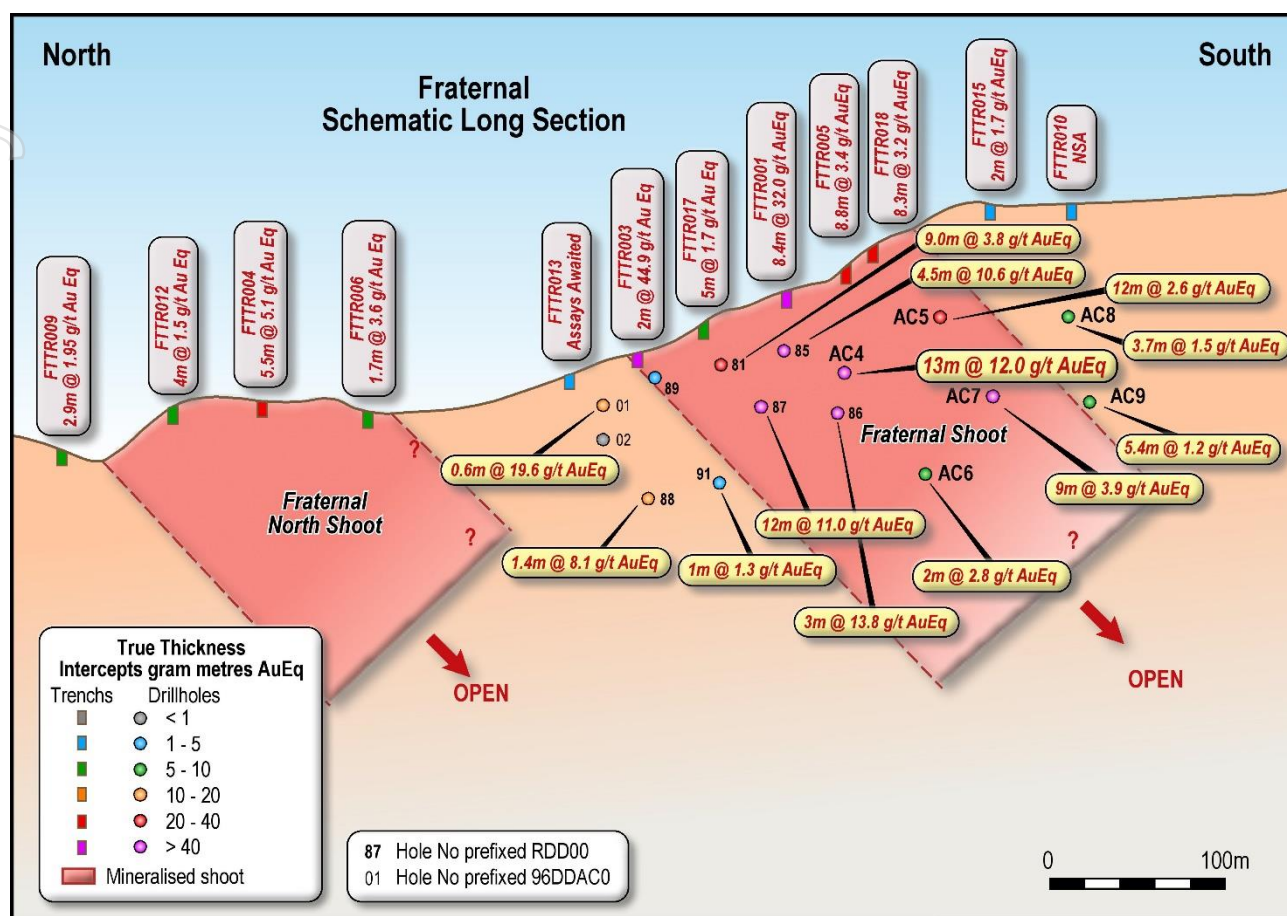 North
South
Fraternal
Schematic Long Section
FTTR009
2.9m @ 1.95 g/t Au Eq
FTTR012
4m @ 1.5 g/t Au Eq
FTTR004
5.5m @ 5.1 g/t Au Eq
FTTR006
1.7m @ 3.6 g/t Au Eq
FTTR013
Assays Awaited
FTTR003
2m @ 44.9 g/t Au Eq
FTTR017
5m @ 1.7 g/t Au Eq
FTTR001
8.4m @ 32.0 g/t AuEq
FTTR005
8.8m @ 3.4 g/t AuEq
FTTR018
8.3m @ 3.2 g/t AuEq
FTTR015
2m @ 1.7 g/t AuEq
FTTR010
NSA
9.0m @ 3.8 g/t AuEq
4.5m @ 10.6 g/t AuEq
12m @ 2.6 g/t AuEq
AC5
AC8
3.7m @ 1.5 g/t AuEq
85
81
AC4
13m @ 12.0 g/t AuEq
89
01
87
86
AC7
AC9
Fraternal Shoot
02
5.4m @ 1.2 g/t AuEq
?
0.6m @ 19.6 g/t AuEq
91
AC6
9m @ 3.9 g/t AuEq
88
Fraternal
North Shoot
12m @ 11.0 g/t AuEq
?
?
1.4m @ 8.1 g/t AuEq
1m @ 1.3 g/t AuEq
2m @ 2.8 g/t AuEq
3m @ 13.8 g/t AuEq
OPEN
OPEN
True Thickness
Intercepts gram metres AuEq
Trenchs Drillholes
< 1
1 - 5
5 - 10
10 - 20
20 - 40
> 40
Mineralised shoot
87 Hole No prefixed RDD00
01 Hole No prefixed 96DDAC0
0 100m